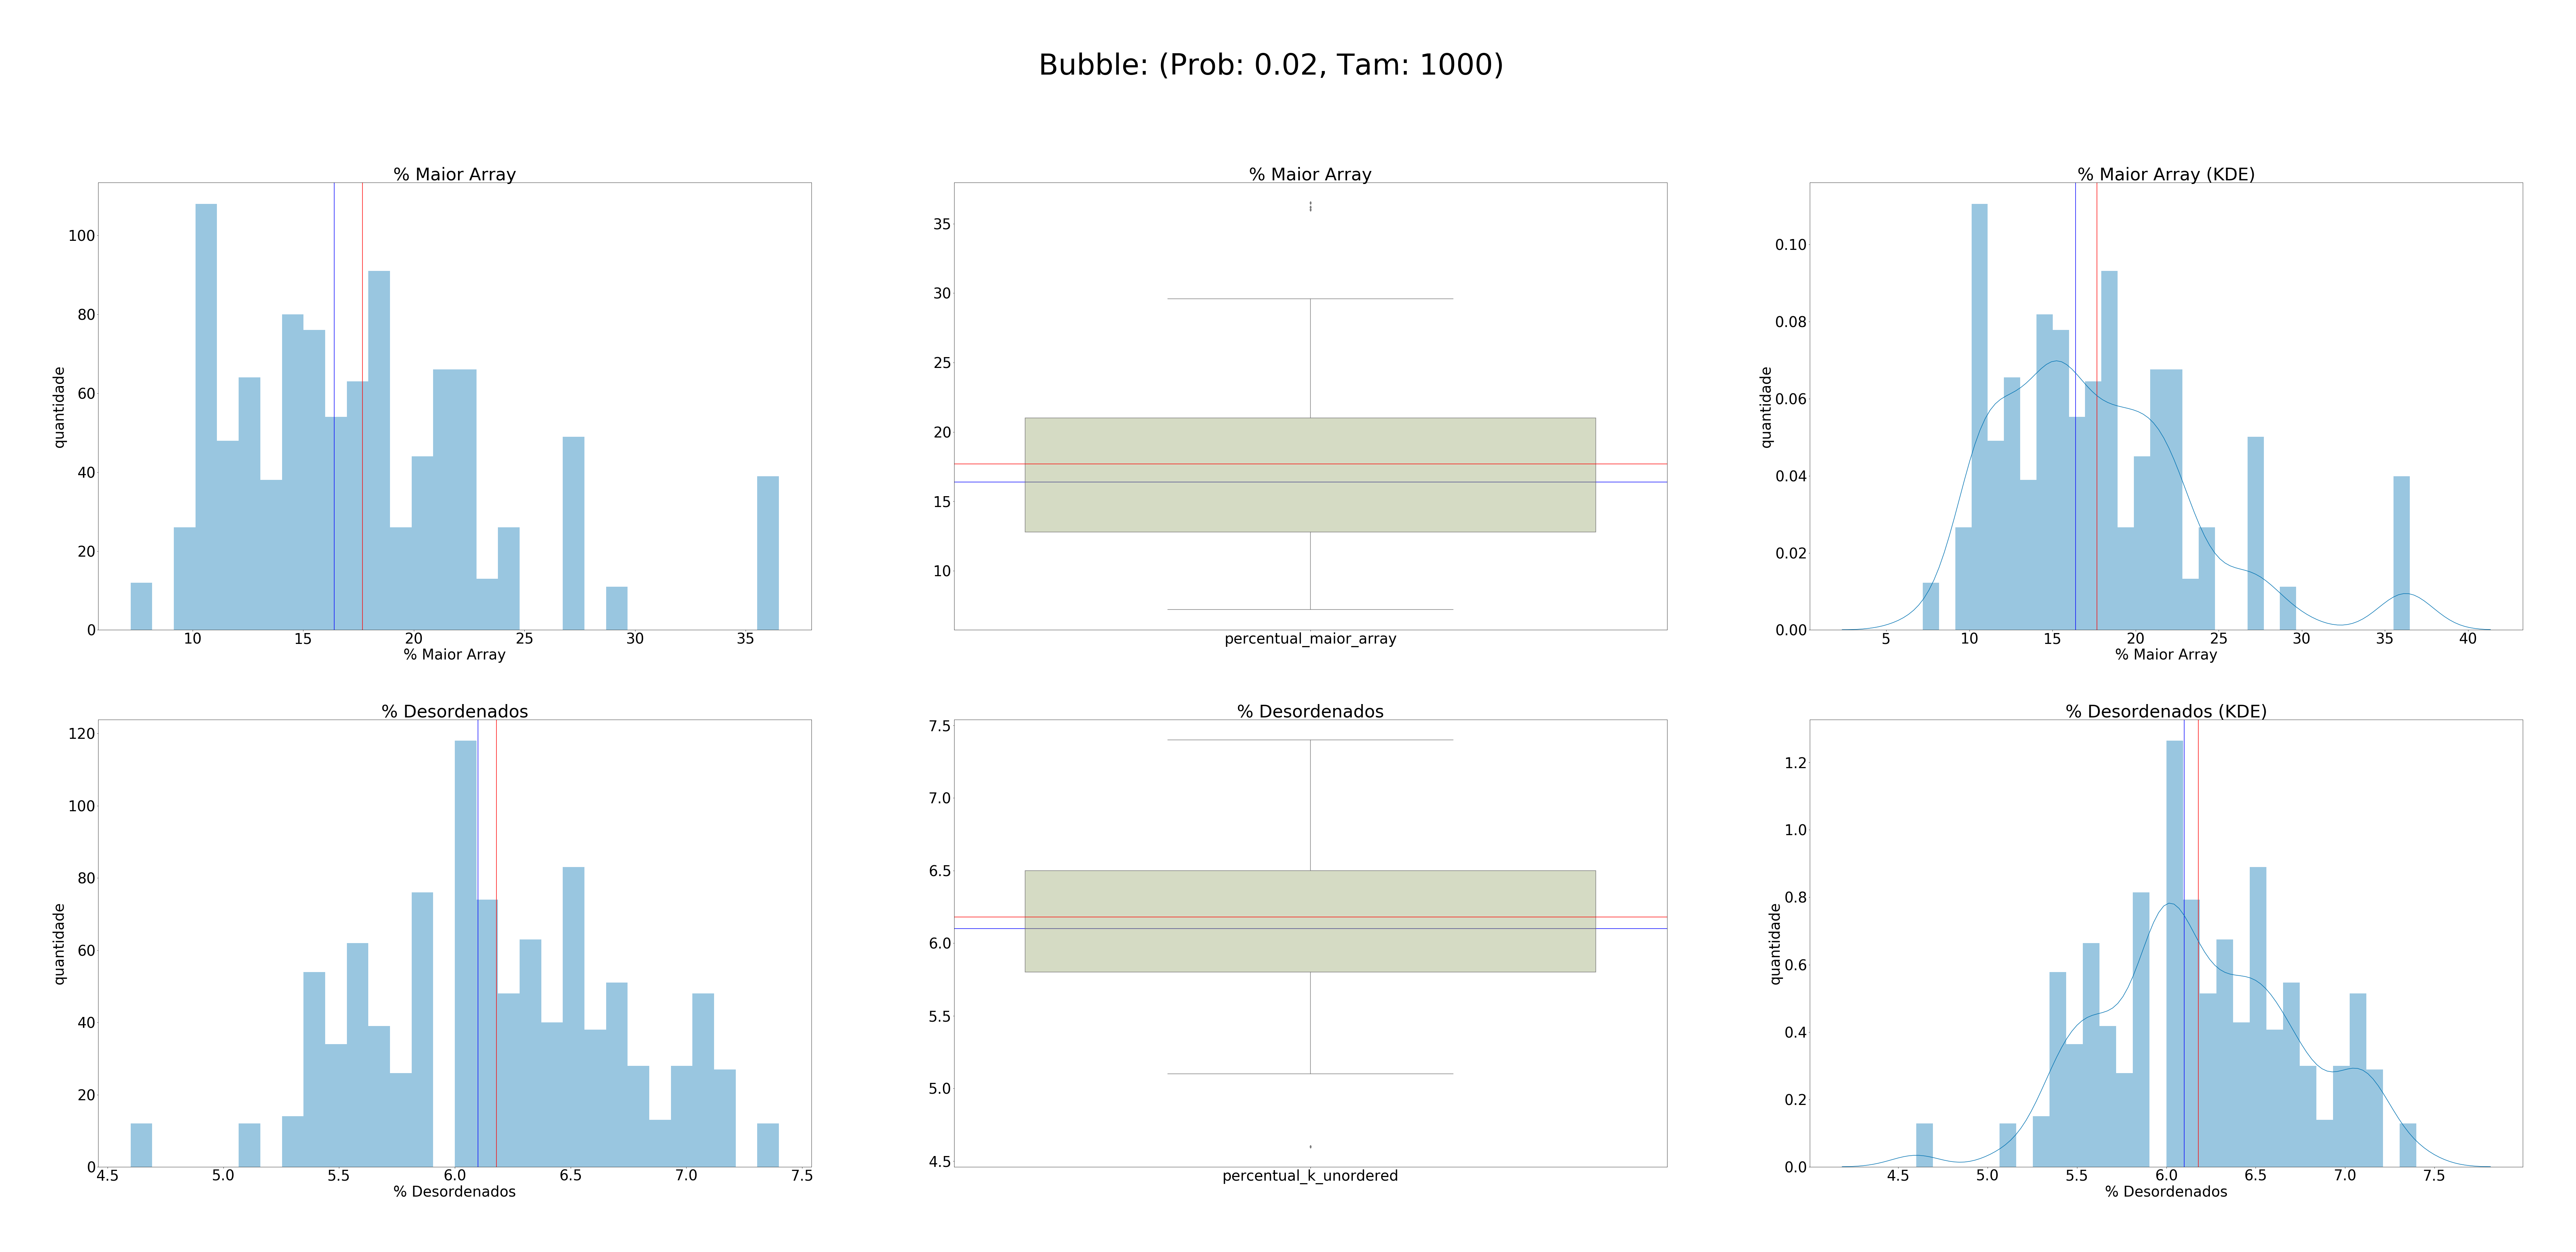 Bubble: (Prob: 0.02, Tam: 1000)
% Maior Array
quantidade
100
80
60
40
20
0
10 15 20 25 30 35
% Maior Array
% Maior Array
35
30
25
20
15
10
percentual_maior_array
% Maior Array (KDE)
quantidade
0.10
0.08
0.06
0.04
0.02
0.00
5 10 15 20 25 30 35 40
% Maior Array
% Desordenados
quantidade
120
100
80
60
40
20
0
4.5 5.0 5.5 6.0 6.5 7.0 7.5
% Desordenados
% Desordenados
7.5
7.0
6.5
6.0
5.5
5.0
4.5
percentual_k_unordered
% Desordenados (KDE)
quantidade
1.2
1.0
0.8
0.6
0.4
0.2
0.0
4.5 5.0 5.5 6.0 6.5 7.0 7.5
% Desordenados